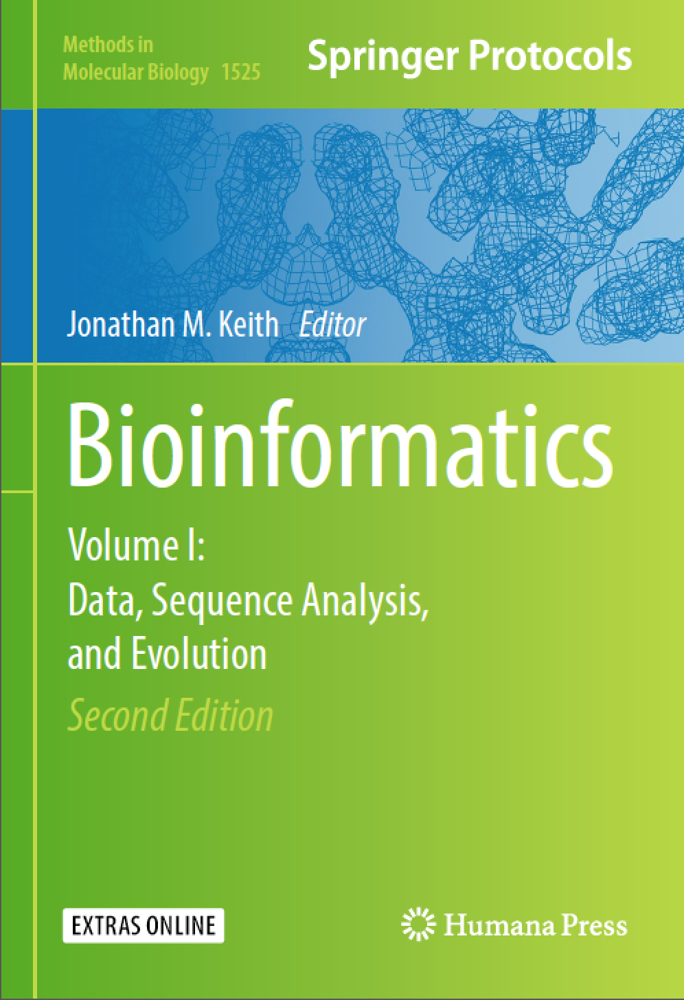 Methods in
Molecular Biology 1525
Springer Protocols
Jonathan M. Keith Editor
Bioinformatics
Volume I:
Data, Sequence Analysis,
and Evolution
Second Edition
EXTRAS ONLINE
Humana Press